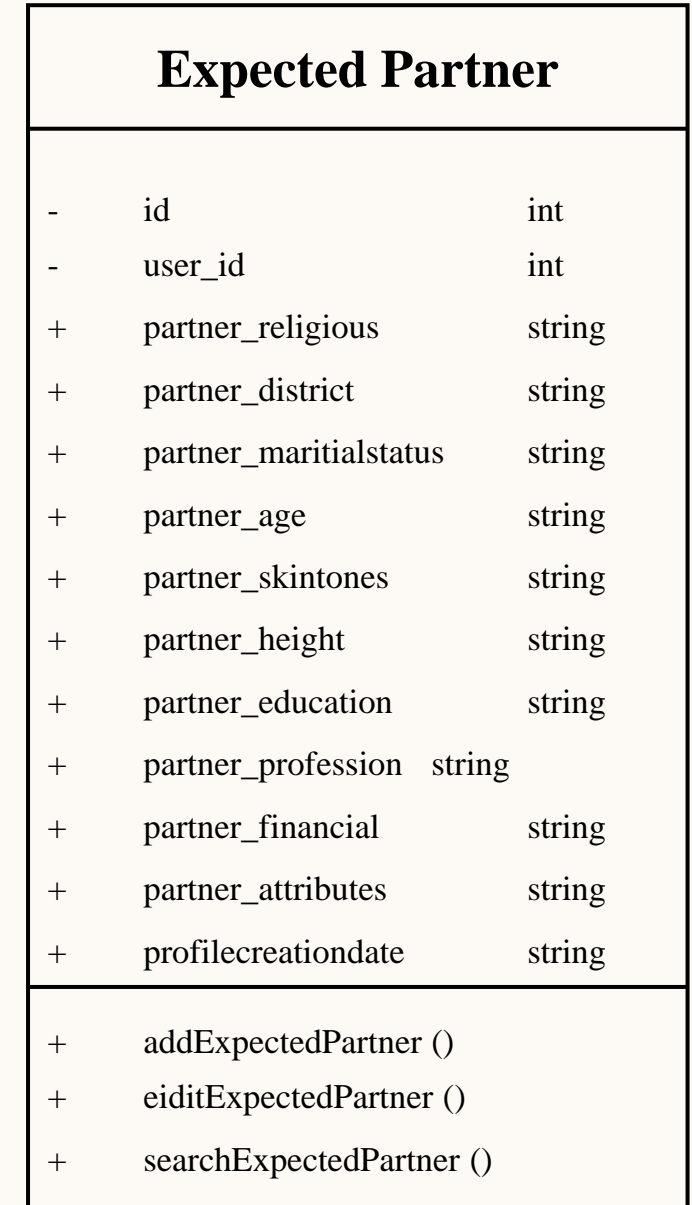 Expected Partner
- id int
- user_id int
+ partner_religious string
+ partner_district string
+ partner_maritialstatus string
+ partner_age string
+ partner_skintones string
+ partner_height string
+ partner_education string
+ partner_profession string
+ partner_financial string
+ partner_attributes string
+ profilecreationdate string
+ addExpectedPartner ()
+ eiditExpectedPartner ()
+ searchExpectedPartner ()